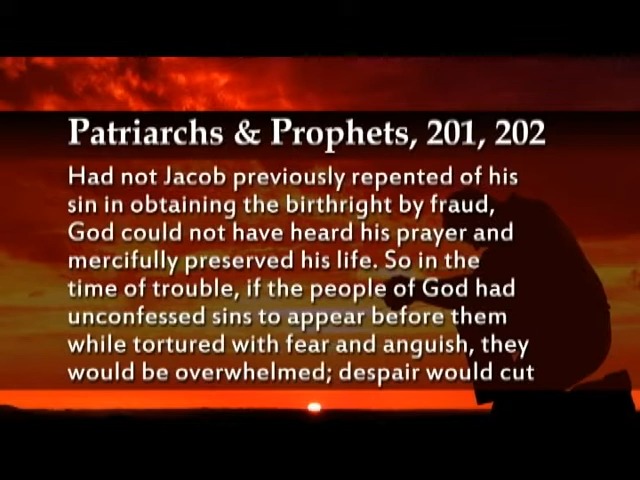 Patriarchs & Prophets, 201, 202
Had not Jacob previously repented of his
sin in obtaining the birthright by fraud,
God could not have heard his prayer and
mercifully preserved his life. So in the
time of trouble, if the people of God had
unconfessed sins to appear before them
while tortured with fear and anguish, they
would be overwhelmed; despair would cut